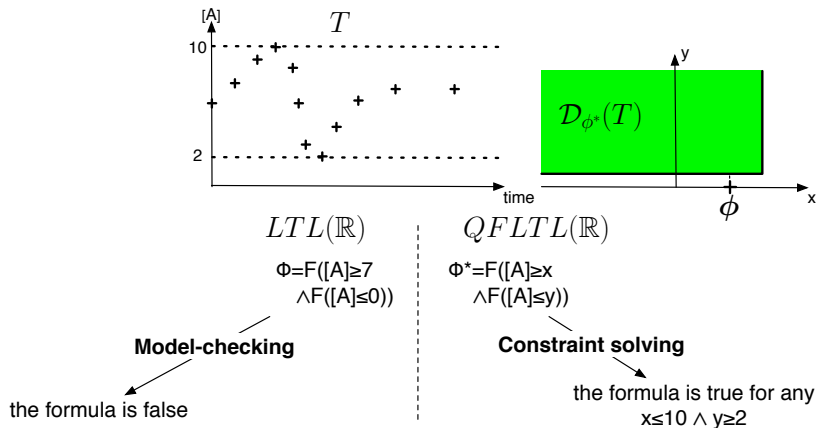 [A]
T
10
2
time
y
𝒟_{ϕ*}(T)
x
ϕ
LTL(ℝ)
QFLTL(ℝ)
Φ=F([A]≥7
∧F([A]≤0))
Φ*=F([A]≥x
∧F([A]≤y))
Model-checking
Constraint solving
the formula is false
the formula is true for any
x≤10 ∧ y≥2